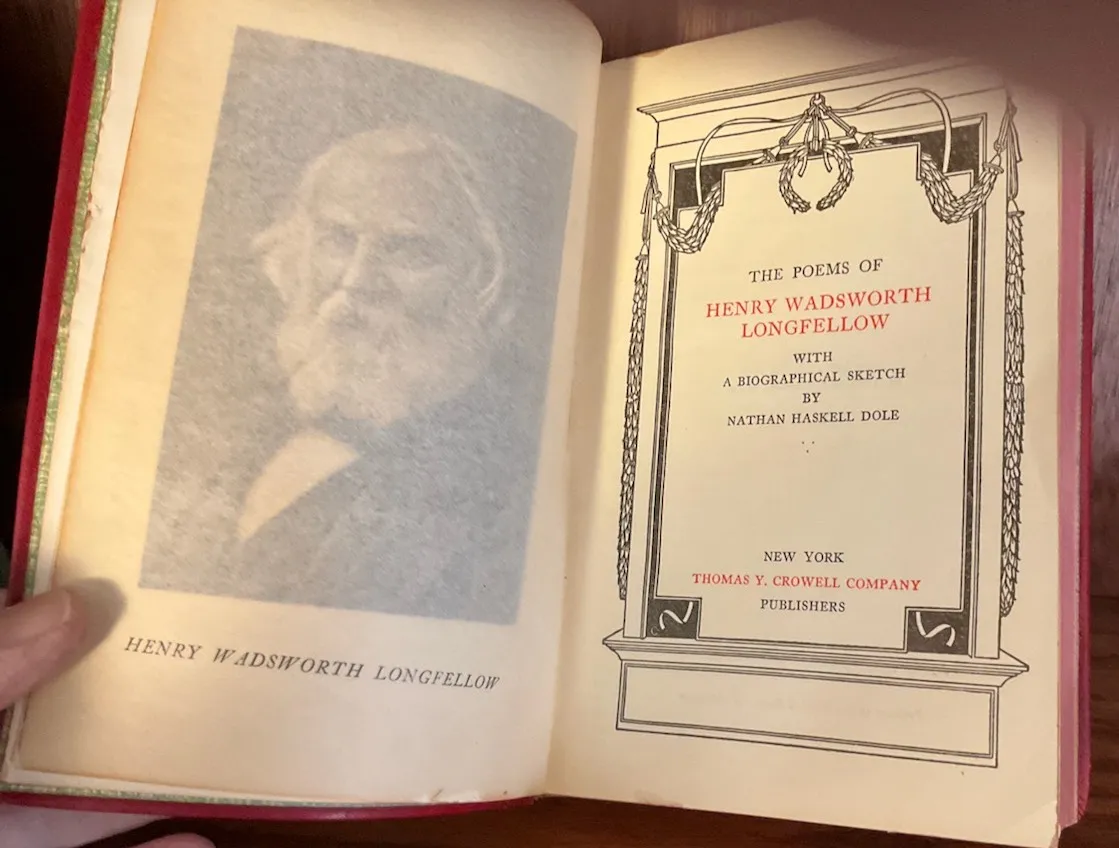 HENRY WADSWORTH LONGFELLOW
THE POEMS OF
HENRY WADSWORTH
LONGFELLOW
WITH
A BIOGRAPHICAL SKETCH
BY
NATHAN HASKELL DOLE
NEW YORK
THOMAS Y. CROWELL COMPANY
PUBLISHERS